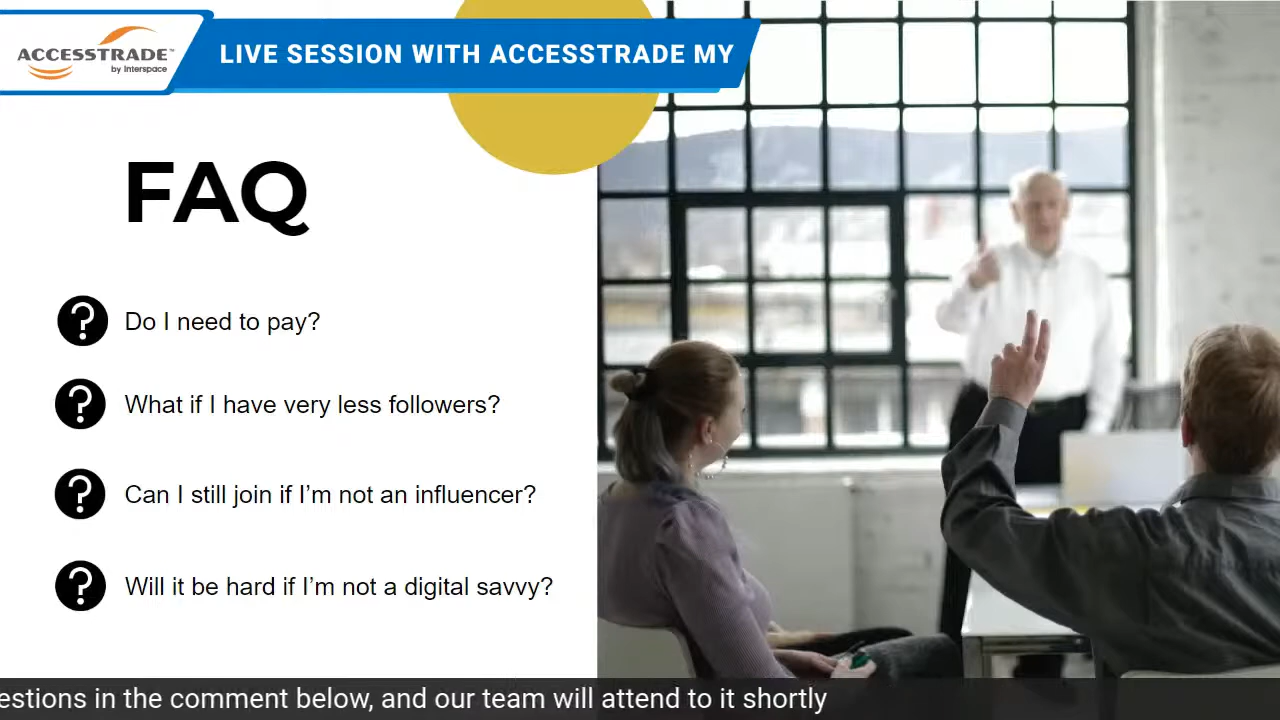 ACCESSTRADE™
by Interspace
LIVE SESSION WITH ACCESSTRADE MY
FAQ
Do I need to pay?
What if I have very less followers?
Can I still join if I'm not an influencer?
Will it be hard if I'm not a digital savvy?
estions in the comment below, and our team will attend to it shortly